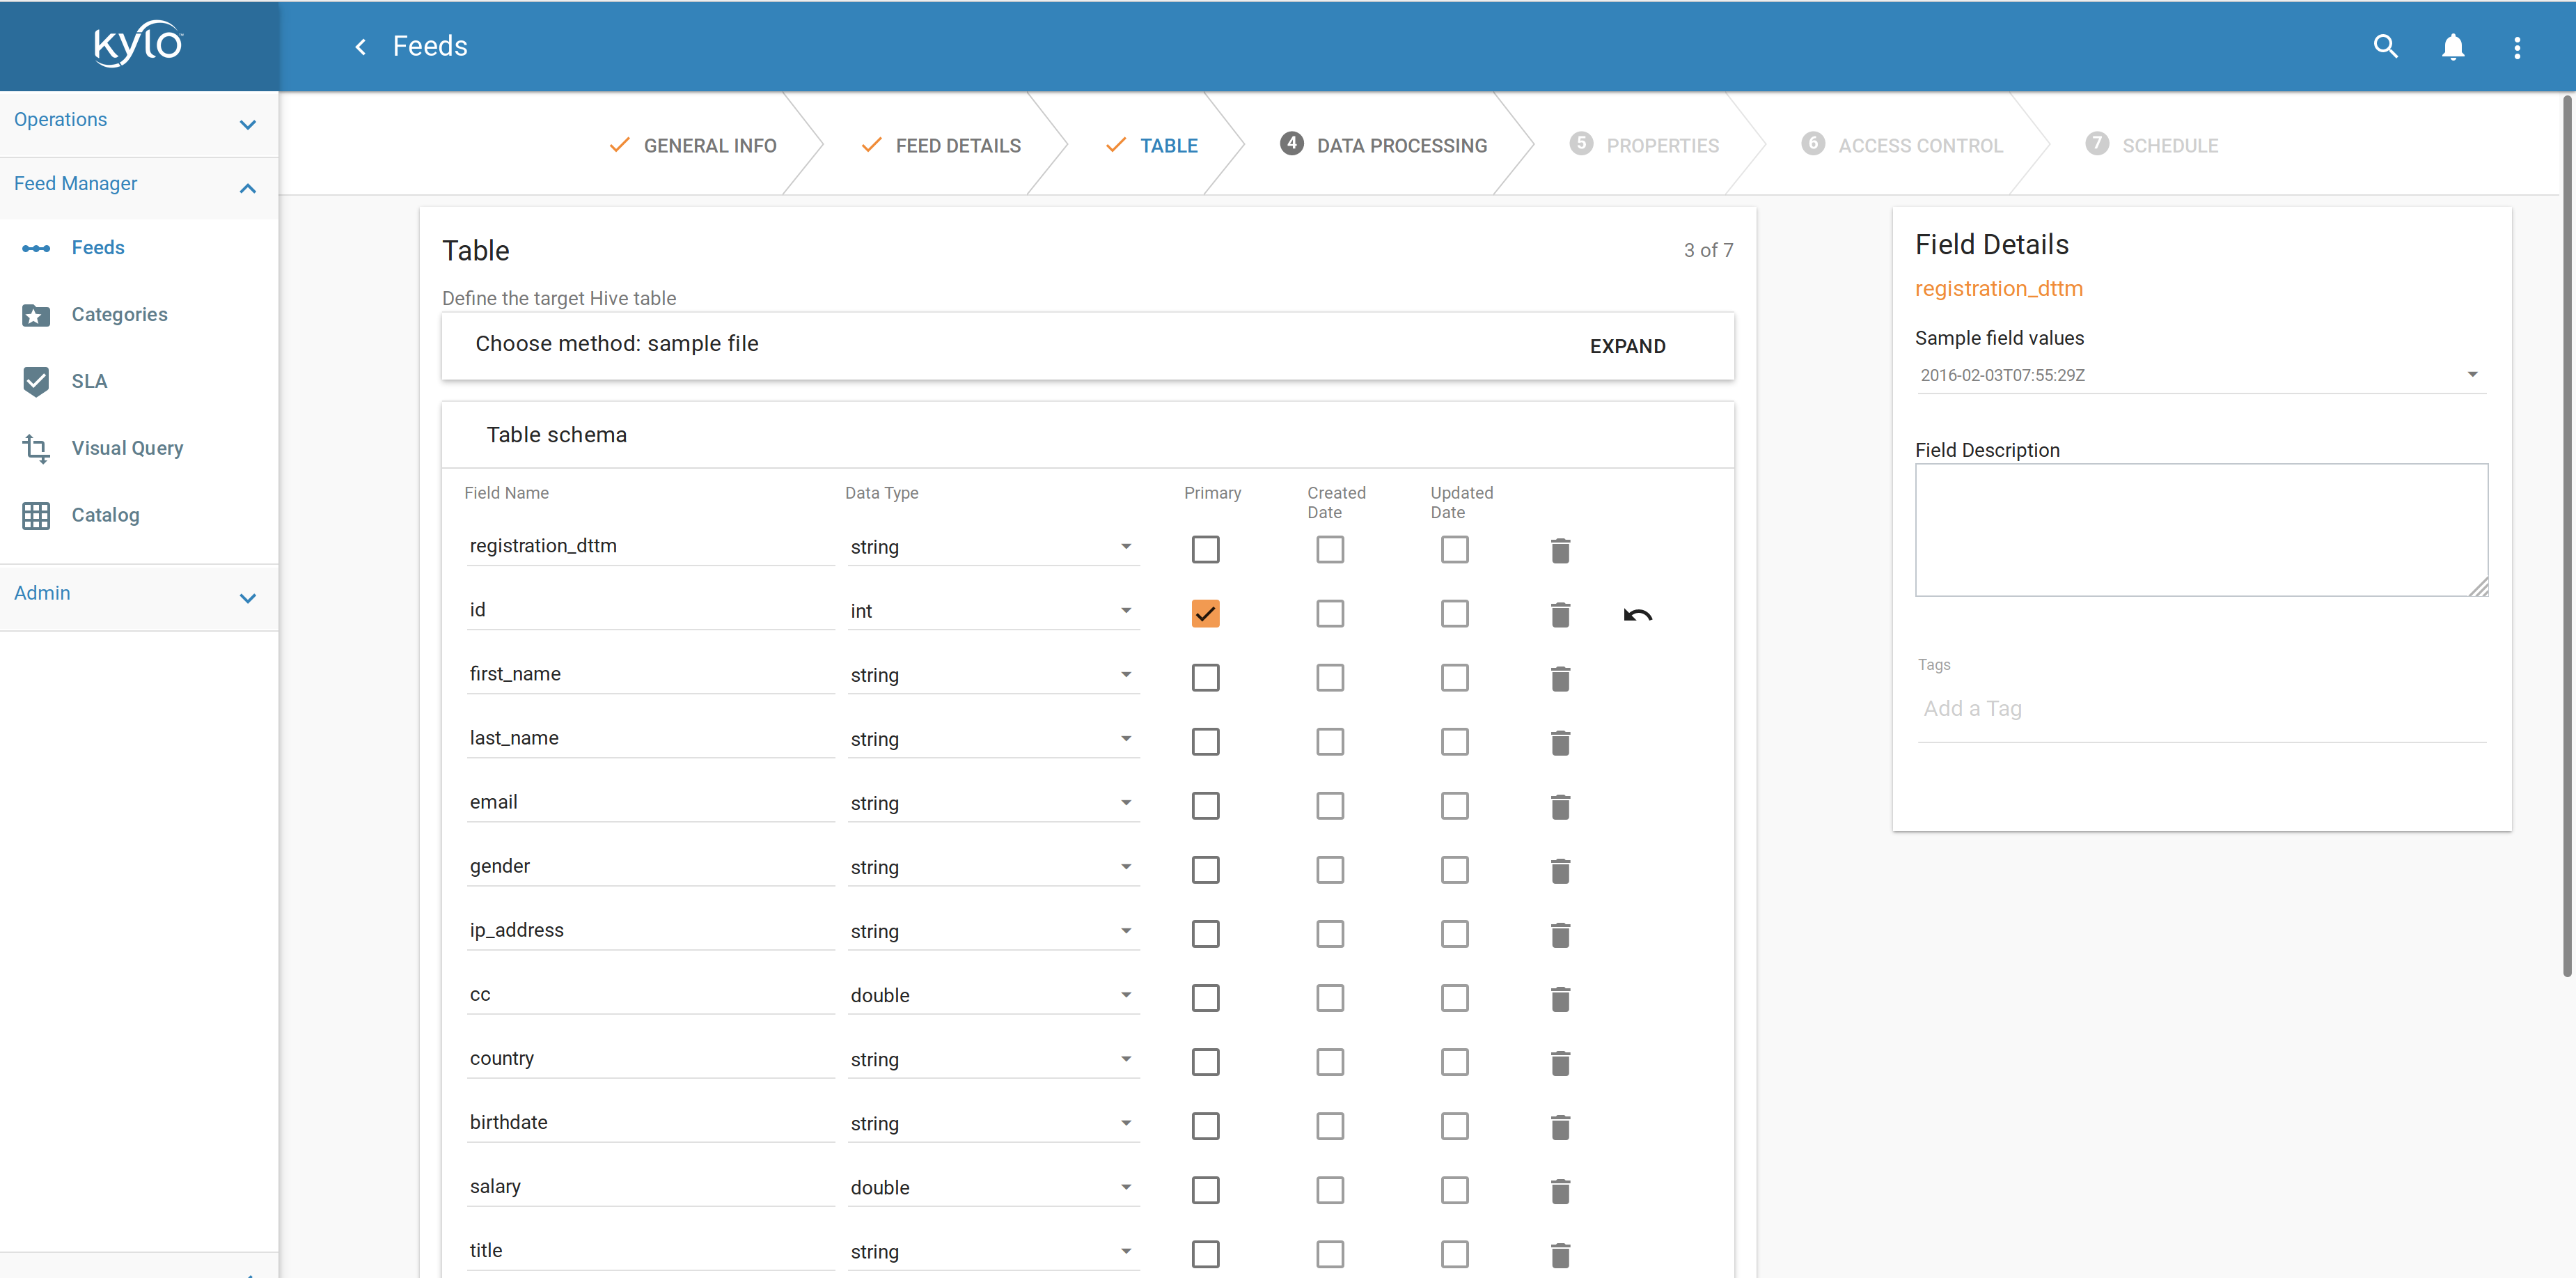 kylo
Feeds
Operations
Feed Manager
Feeds
Categories
SLA
Visual Query
Catalog
Admin
GENERAL INFO
FEED DETAILS
TABLE
4 DATA PROCESSING
5 PROPERTIES
6 ACCESS CONTROL
7 SCHEDULE
Table 3 of 7
Define the target Hive table
Choose method: sample file EXPAND
Table schema
Field Name Data Type Primary Created Date Updated Date
registration_dttm string
id int
first_name string
last_name string
email string
gender string
ip_address string
cc double
country string
birthdate string
salary double
title string
Field Details
registration_dttm
Sample field values
2016-02-03T07:55:29Z
Field Description
Tags
Add a Tag